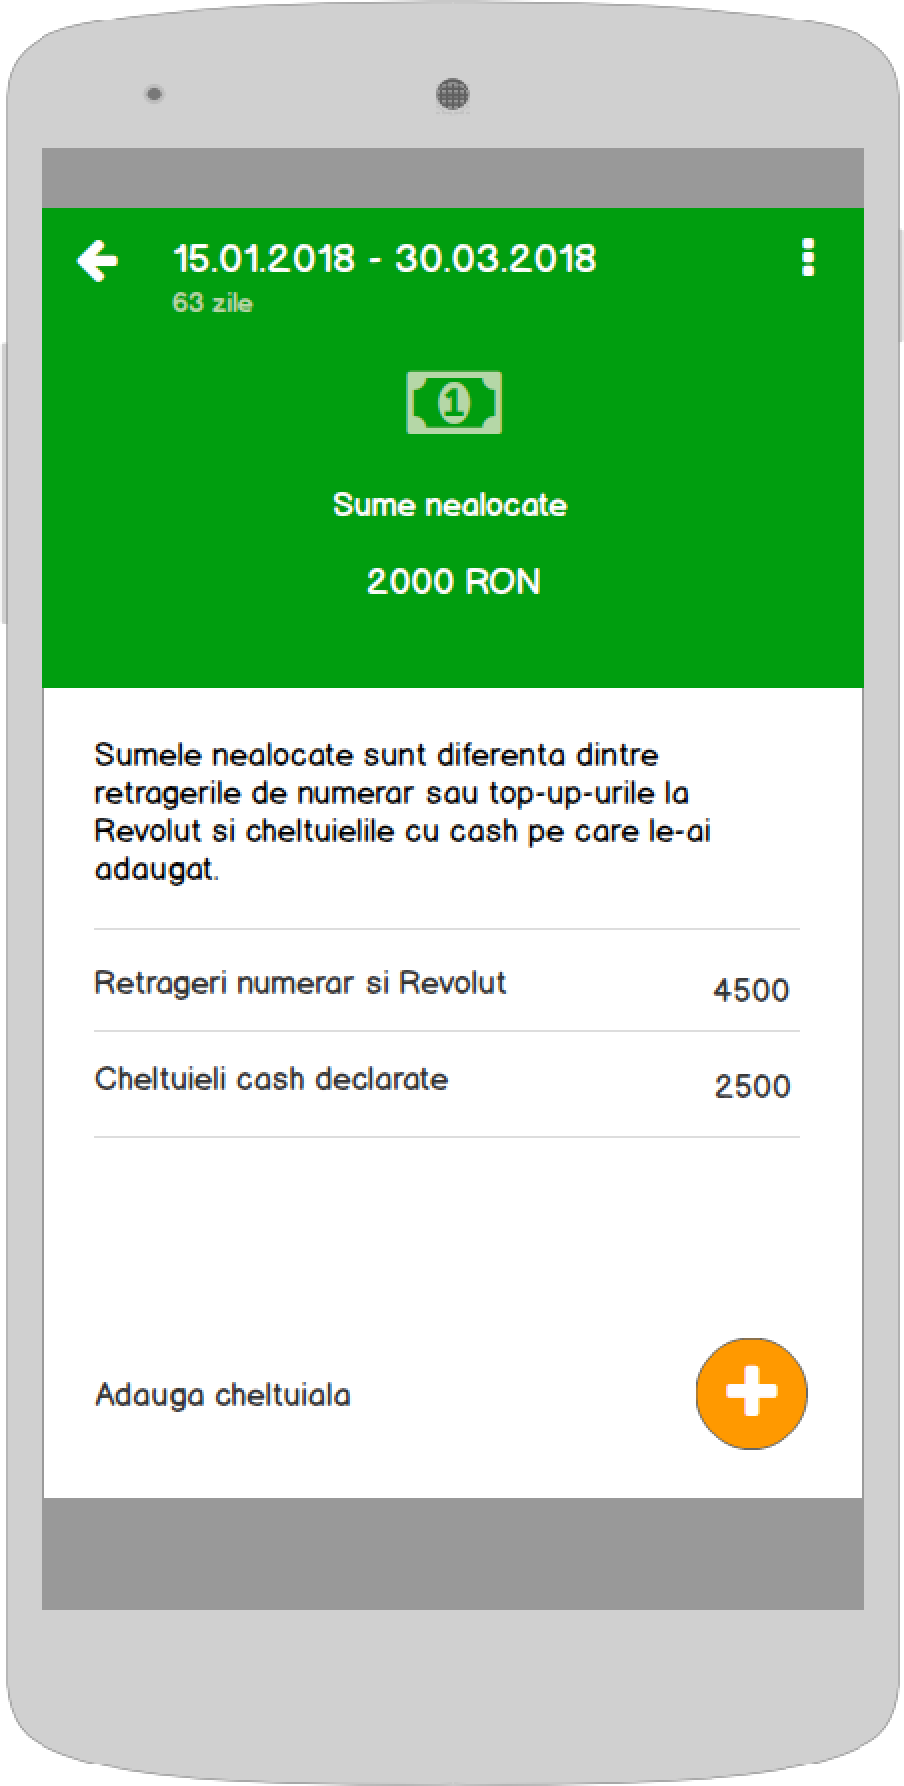 15.01.2018 - 30.03.2018
63 zile
1
Sume nealocate
2000 RON
Sumele nealocate sunt diferenta dintre
retragerile de numerar sau top-up-urile la
Revolut si cheltuielile cu cash pe care le-ai
adaugat.
Retrageri numerar si Revolut 4500
Cheltuieli cash declarate 2500
Adauga cheltuiala